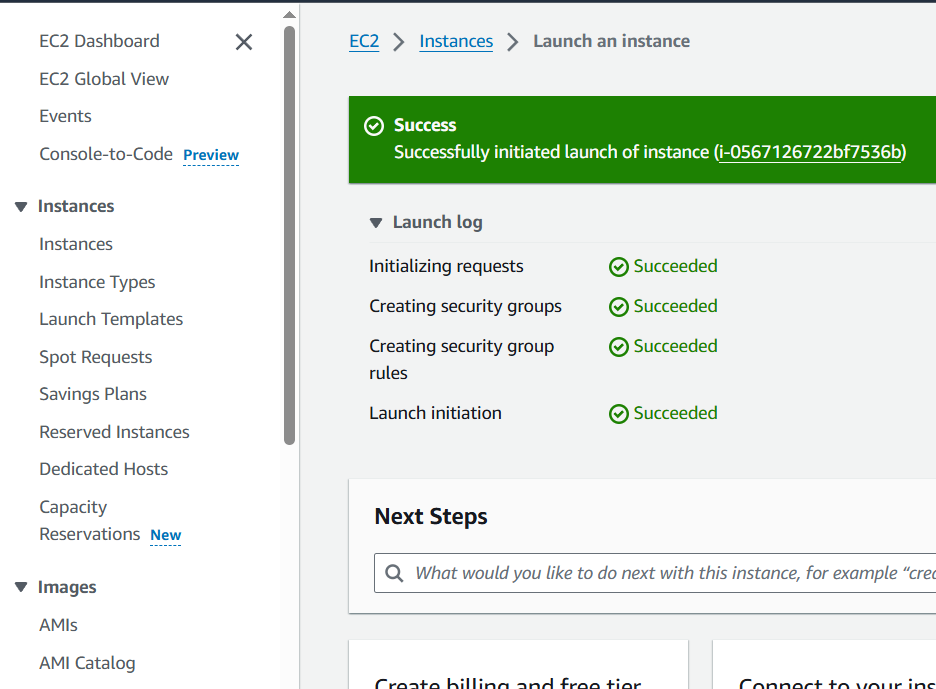 EC2 Dashboard
EC2 Global View
Events
Console-to-Code Preview
Instances
Instances
Instance Types
Launch Templates
Spot Requests
Savings Plans
Reserved Instances
Dedicated Hosts
Capacity
Reservations New
Images
AMIs
AMI Catalog
EC2 > Instances > Launch an instance
Success
Successfully initiated launch of instance (i-0567126722bf7536b)
Launch log
Initializing requests Succeeded
Creating security groups Succeeded
Creating security group Succeeded
rules
Launch initiation Succeeded
Next Steps
What would you like to do next with this instance, for example “crea
Create billing and free tier
Connect to your ins